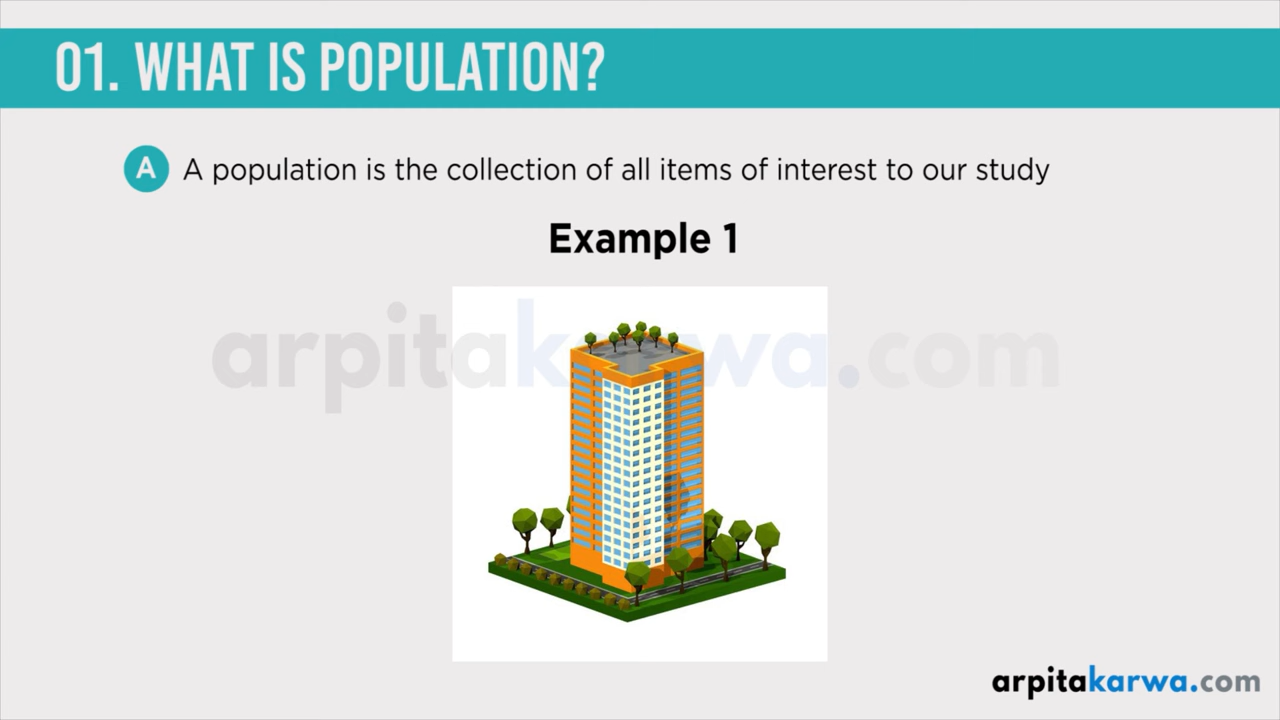 01. WHAT IS POPULATION?
A A population is the collection of all items of interest to our study
Example 1
arpitakarwa.com
arpitakarwa.com